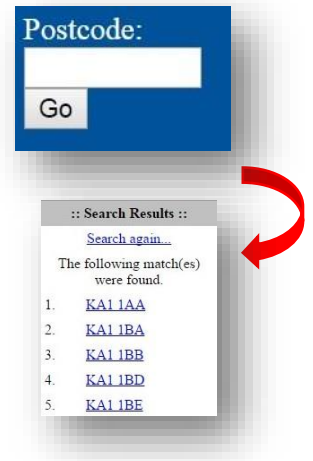 Postcode:
Go
:: Search Results ::
Search again...
The following match(es)
were found.
1. KA1 1AA
2. KA1 1BA
3. KA1 1BB
4. KA1 1BD
5. KA1 1BE